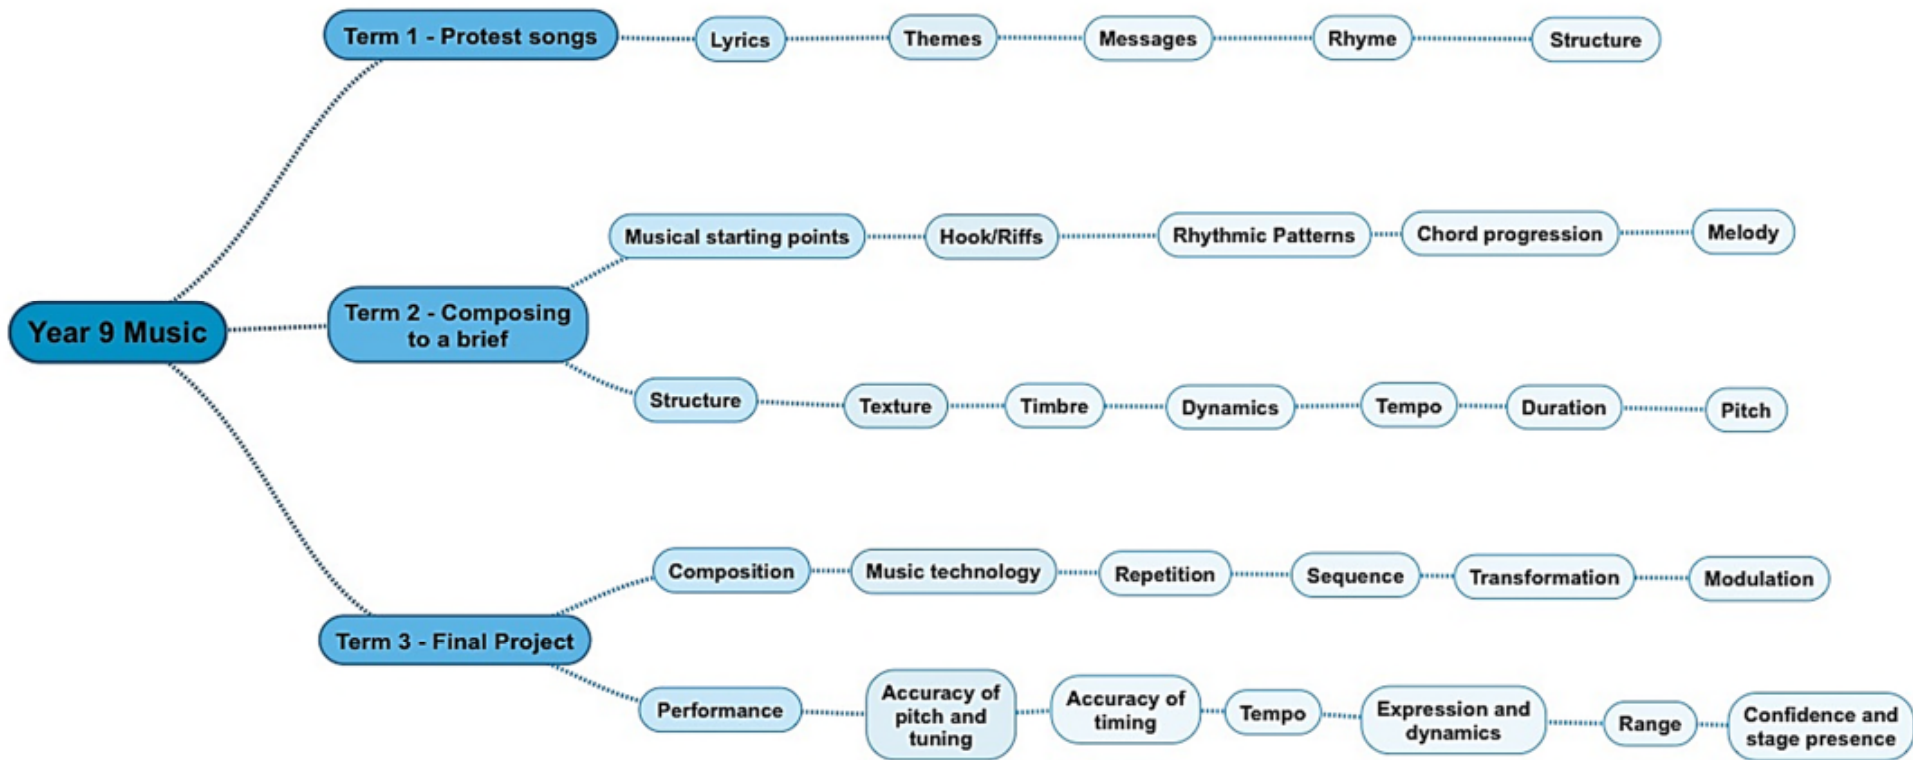 Year 9 Music
Term 1 - Protest songs
Lyrics
Themes
Messages
Rhyme
Structure
Term 2 - Composing
to a brief
Musical starting points
Hook/Riffs
Rhythmic Patterns
Chord progression
Melody
Structure
Texture
Timbre
Dynamics
Tempo
Duration
Pitch
Term 3 - Final Project
Composition
Music technology
Repetition
Sequence
Transformation
Modulation
Performance
Accuracy of
pitch and
tuning
Accuracy of
timing
Tempo
Expression and
dynamics
Range
Confidence and
stage presence